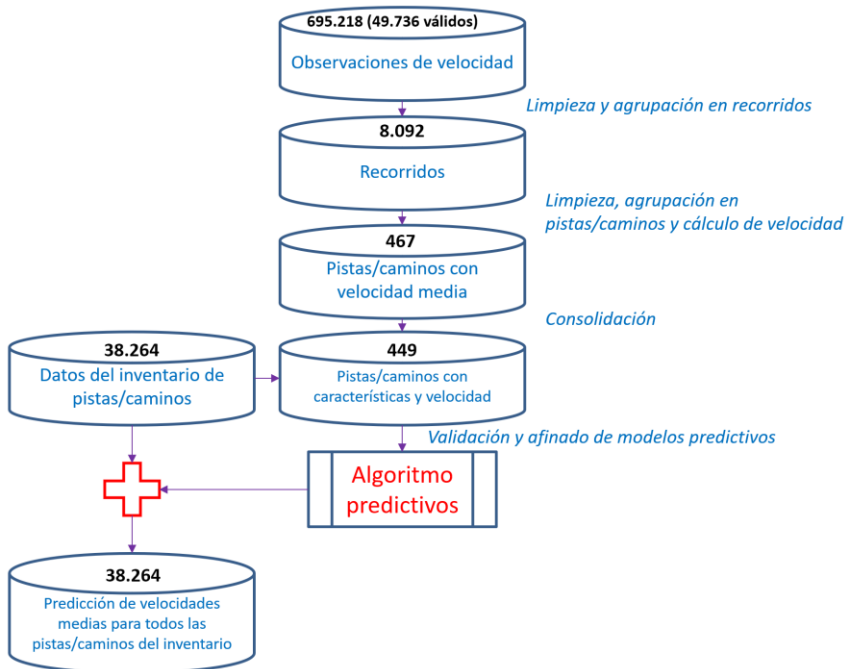 695.218 (49.736 válidos)
Observaciones de velocidad
Limpieza y agrupación en recorridos
8.092
Recorridos
Limpieza, agrupación en
pistas/caminos y cálculo de velocidad
467
Pistas/caminos con
velocidad media
Consolidación
38.264
Datos del inventario de
pistas/caminos
449
Pistas/caminos con
características y velocidad
Validación y afinado de modelos predictivos
Algoritmo
predictivos
38.264
Predicción de velocidades
medias para todos las
pistas/caminos del inventario